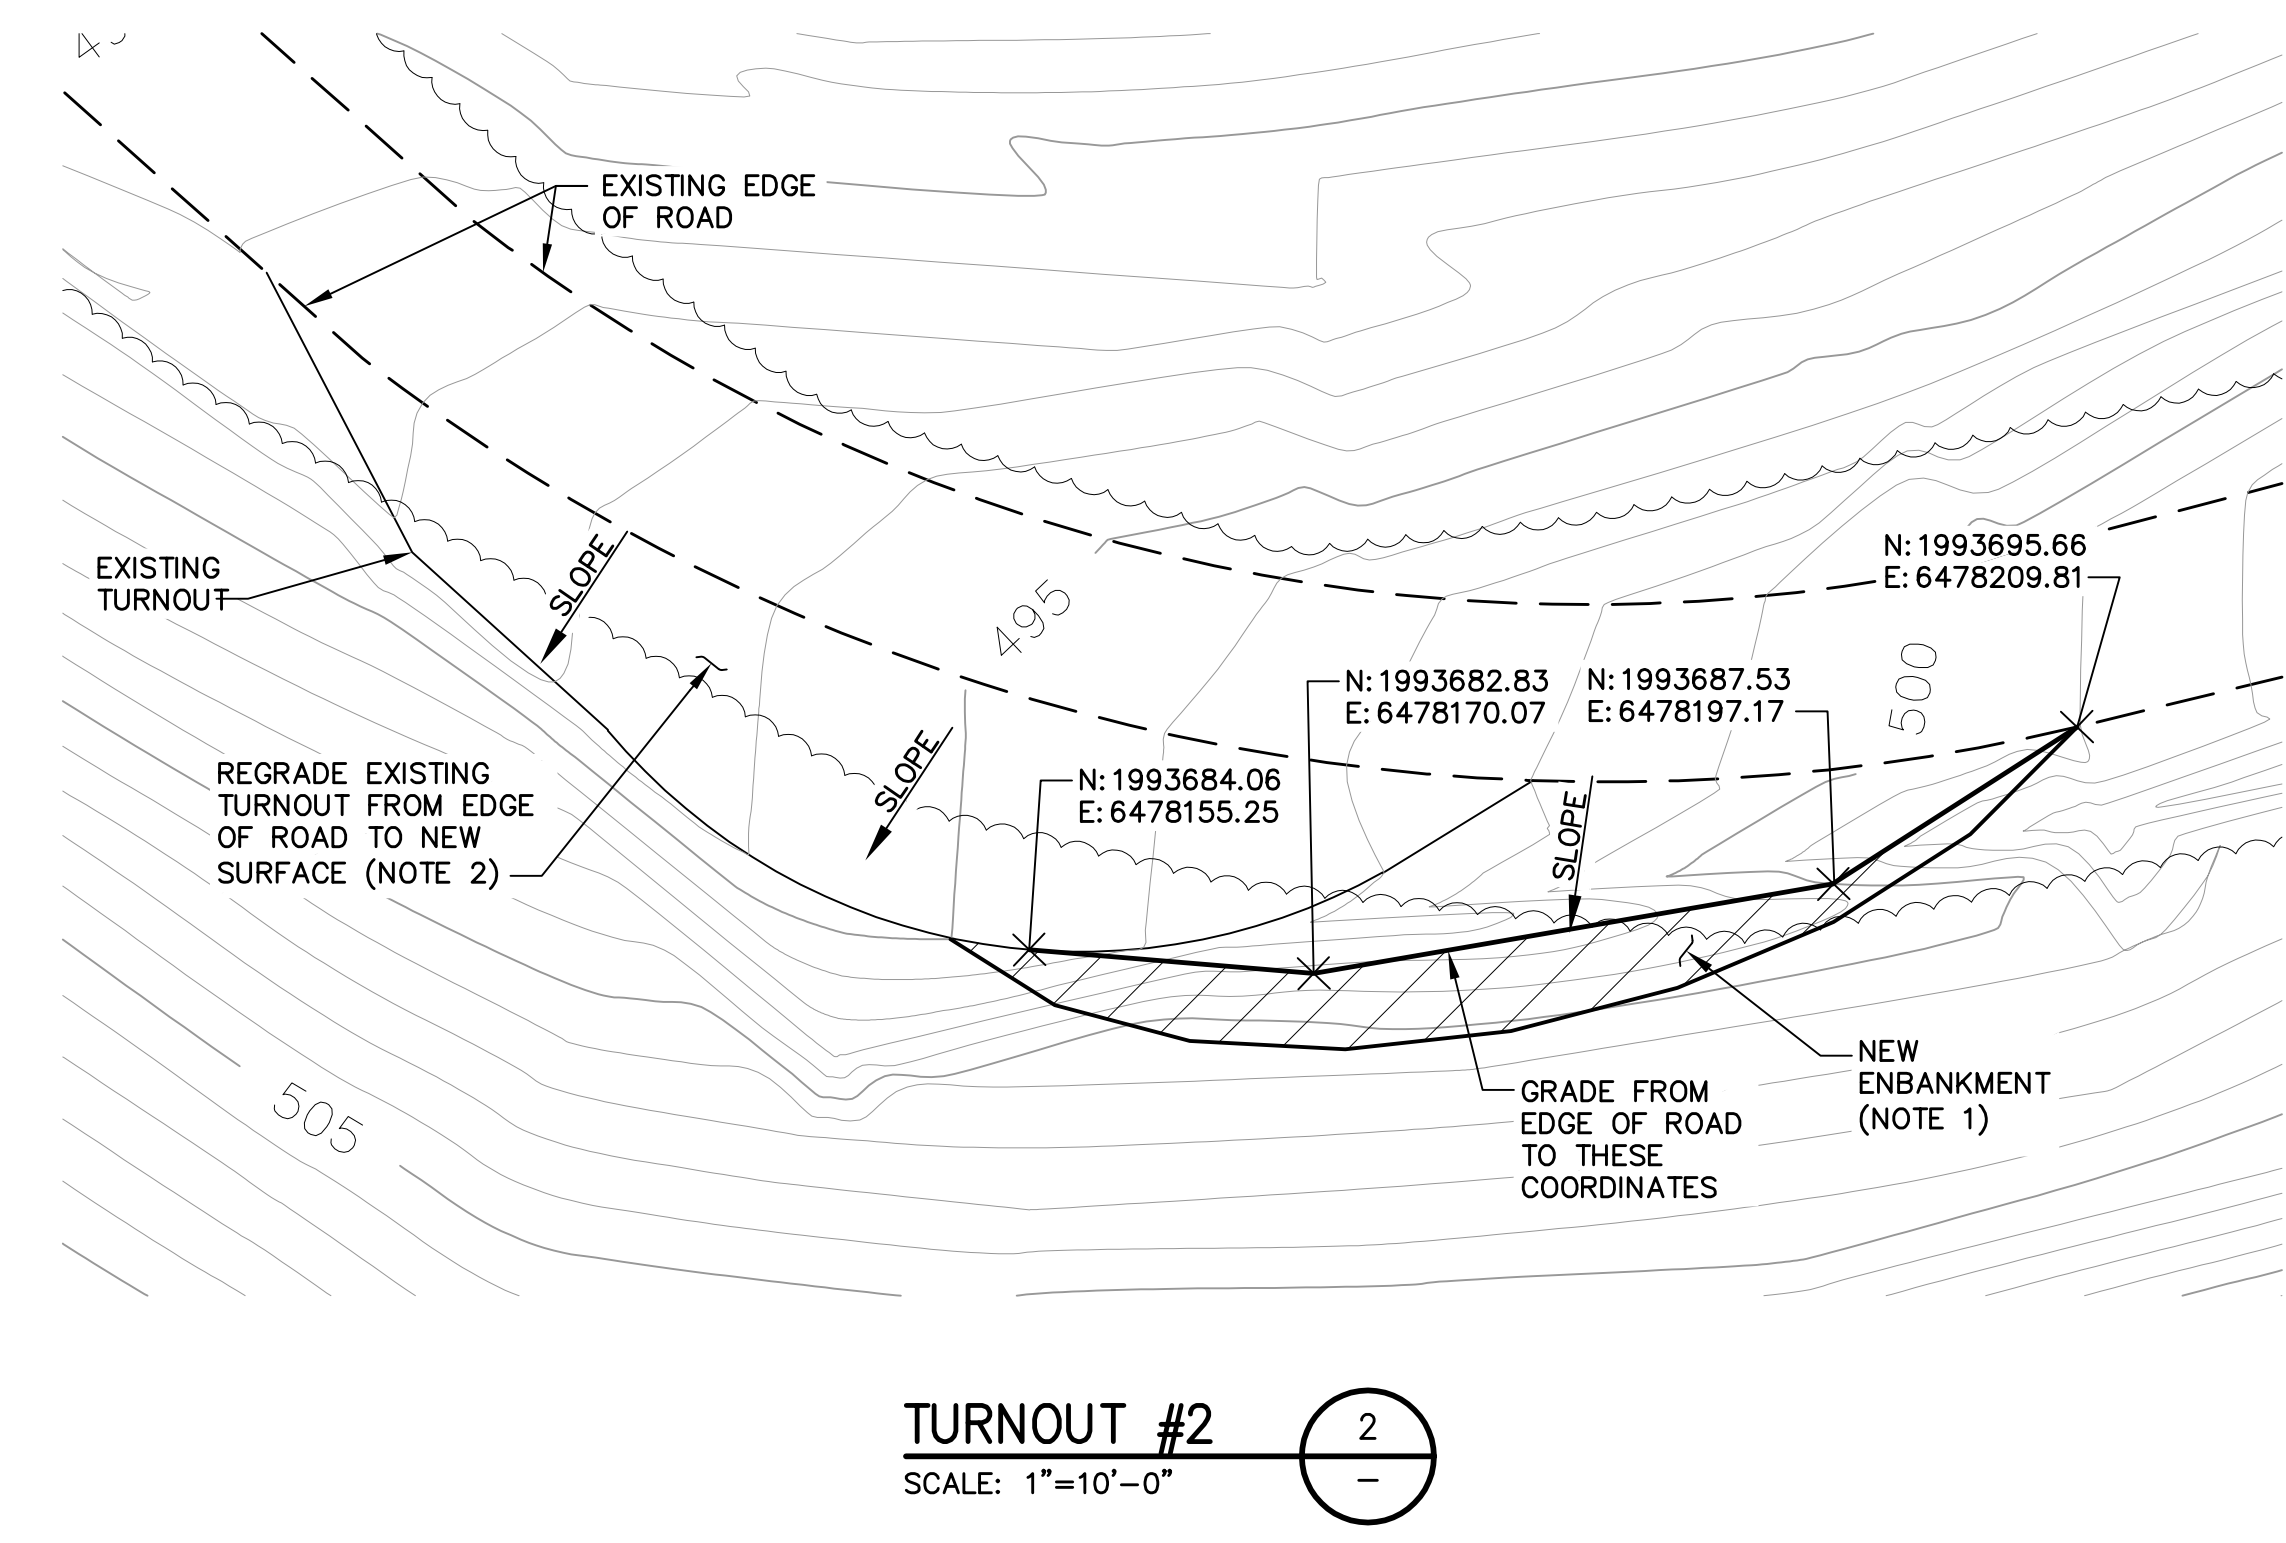 EXISTING EDGE
OF ROAD
EXISTING
TURNOUT
SLOPE
495
N: 1993695.66
E: 6478209.81
500
N: 1993682.83
E: 6478170.07
N: 1993687.53
E: 6478197.17
REGRADE EXISTING
TURNOUT FROM EDGE
OF ROAD TO NEW
SURFACE (NOTE 2)
SLOPE
N: 1993684.06
E: 6478155.25
SLOPE
NEW
ENBANKMENT
(NOTE 1)
GRADE FROM
EDGE OF ROAD
TO THESE
COORDINATES
505
TURNOUT #2
SCALE: 1"=10'-0"
2
-